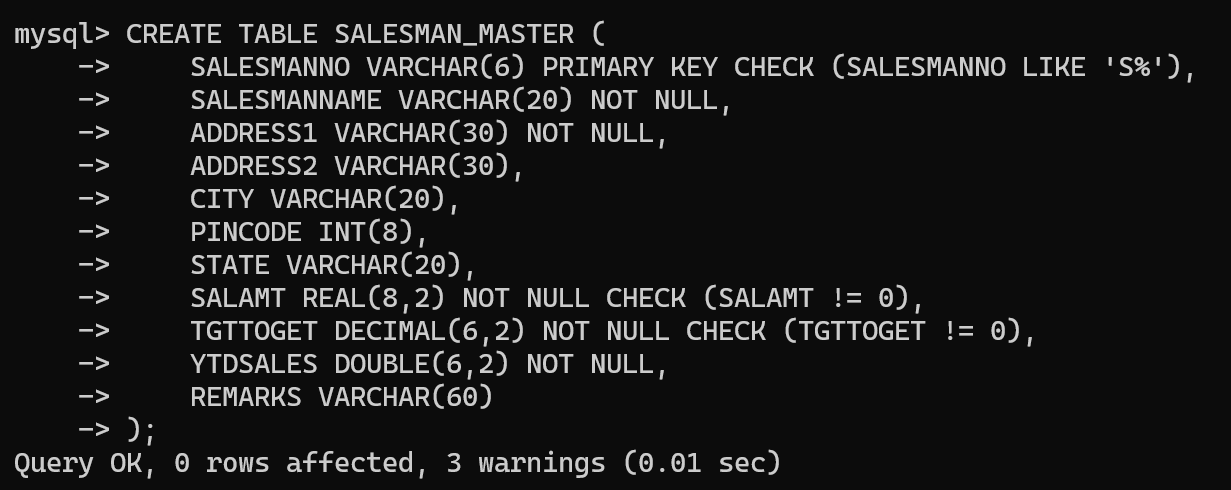 mysql> CREATE TABLE SALESMAN_MASTER (
    ->     SALESMANNO VARCHAR(6) PRIMARY KEY CHECK (SALESMANNO LIKE 'S%'),
    ->     SALESMANNAME VARCHAR(20) NOT NULL,
    ->     ADDRESS1 VARCHAR(30) NOT NULL,
    ->     ADDRESS2 VARCHAR(30),
    ->     CITY VARCHAR(20),
    ->     PINCODE INT(8),
    ->     STATE VARCHAR(20),
    ->     SALAMT REAL(8,2) NOT NULL CHECK (SALAMT != 0),
    ->     TGTTOGET DECIMAL(6,2) NOT NULL CHECK (TGTTOGET != 0),
    ->     YTDSALES DOUBLE(6,2) NOT NULL,
    ->     REMARKS VARCHAR(60)
    -> );
Query OK, 0 rows affected, 3 warnings (0.01 sec)